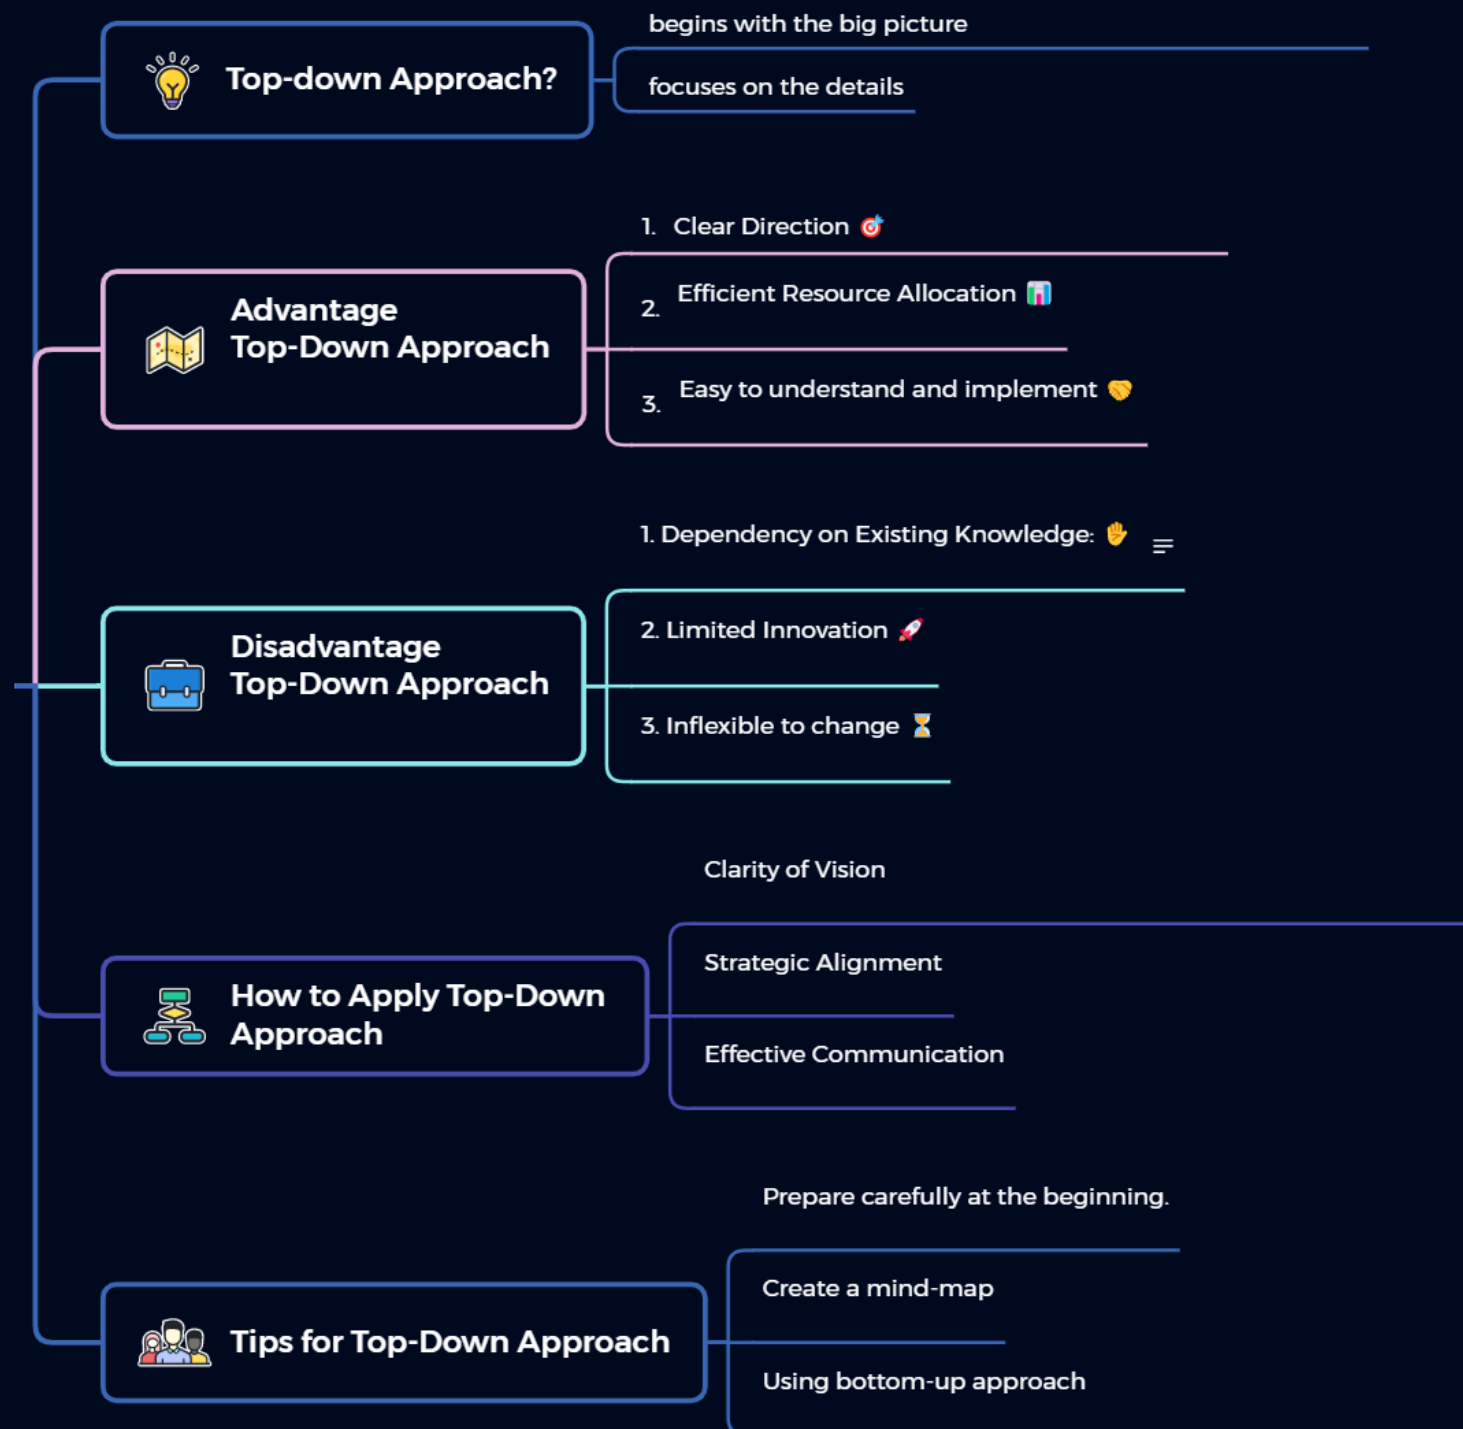 Top-down Approach?
begins with the big picture
focuses on the details
Advantage
Top-Down Approach
1. Clear Direction 🎯
2. Efficient Resource Allocation 📊
3. Easy to understand and implement 🤝
Disadvantage
Top-Down Approach
1. Dependency on Existing Knowledge: ✋
2. Limited Innovation 🚀
3. Inflexible to change ⏳
How to Apply Top-Down
Approach
Clarity of Vision
Strategic Alignment
Effective Communication
Tips for Top-Down Approach
Prepare carefully at the beginning.
Create a mind-map
Using bottom-up approach